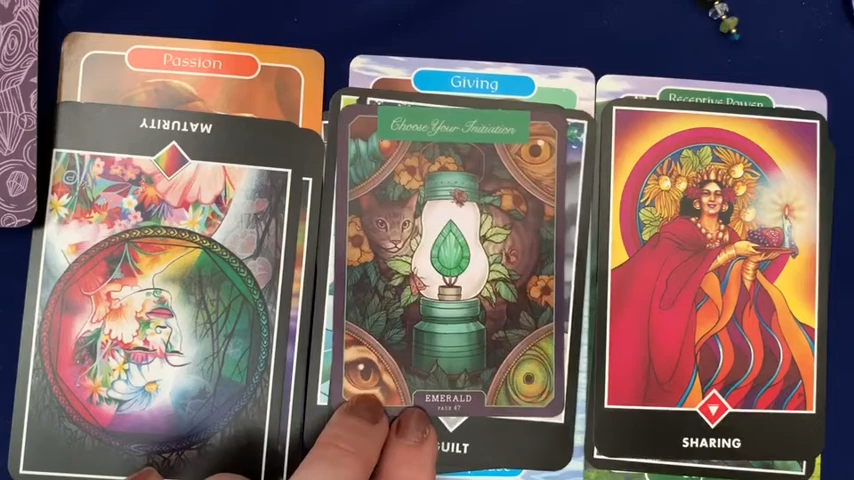 Passion
Giving
Receptive Power
MATURITY
Choose Your Initiation
EMERALD
PAGE 47
GUILT
SHARING